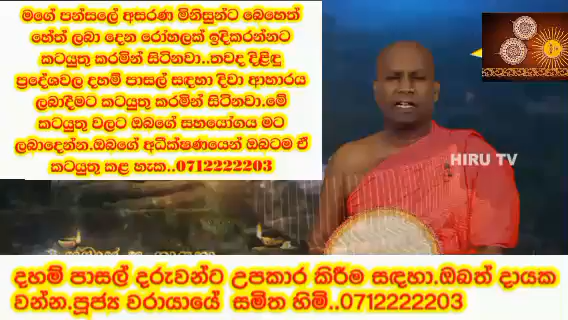 මගේ පන්සලේ අසරණ මිනිසුන්ට බෙහෙත්
හේත් ලබා දෙන රෝහලක් ඉදිකරන්නට
කටයුතු කරමින් සිටිනවා..තවද දිළිඳු
ප්‍රදේශවල දහම් පාසල් සඳහා දිවා ආහාරය
ලබාදීමට කටයුතු කරමින් සිටිනවා.මේ
කටයුතු වලට ඔබගේ සහයෝගය මට
ලබාදෙන්න.ඔබගේ අධීක්ෂණයෙන් ඔබටම ඒ
කටයුතු කළ හැක..0712222203
HIRU TV
දහම් පාසල් දරුවන්ට උපකාර කිරීම සඳහා.ඔබත් දායක
වන්න.පූජ්‍ය වරායායේ සමිත හිමි..0712222203